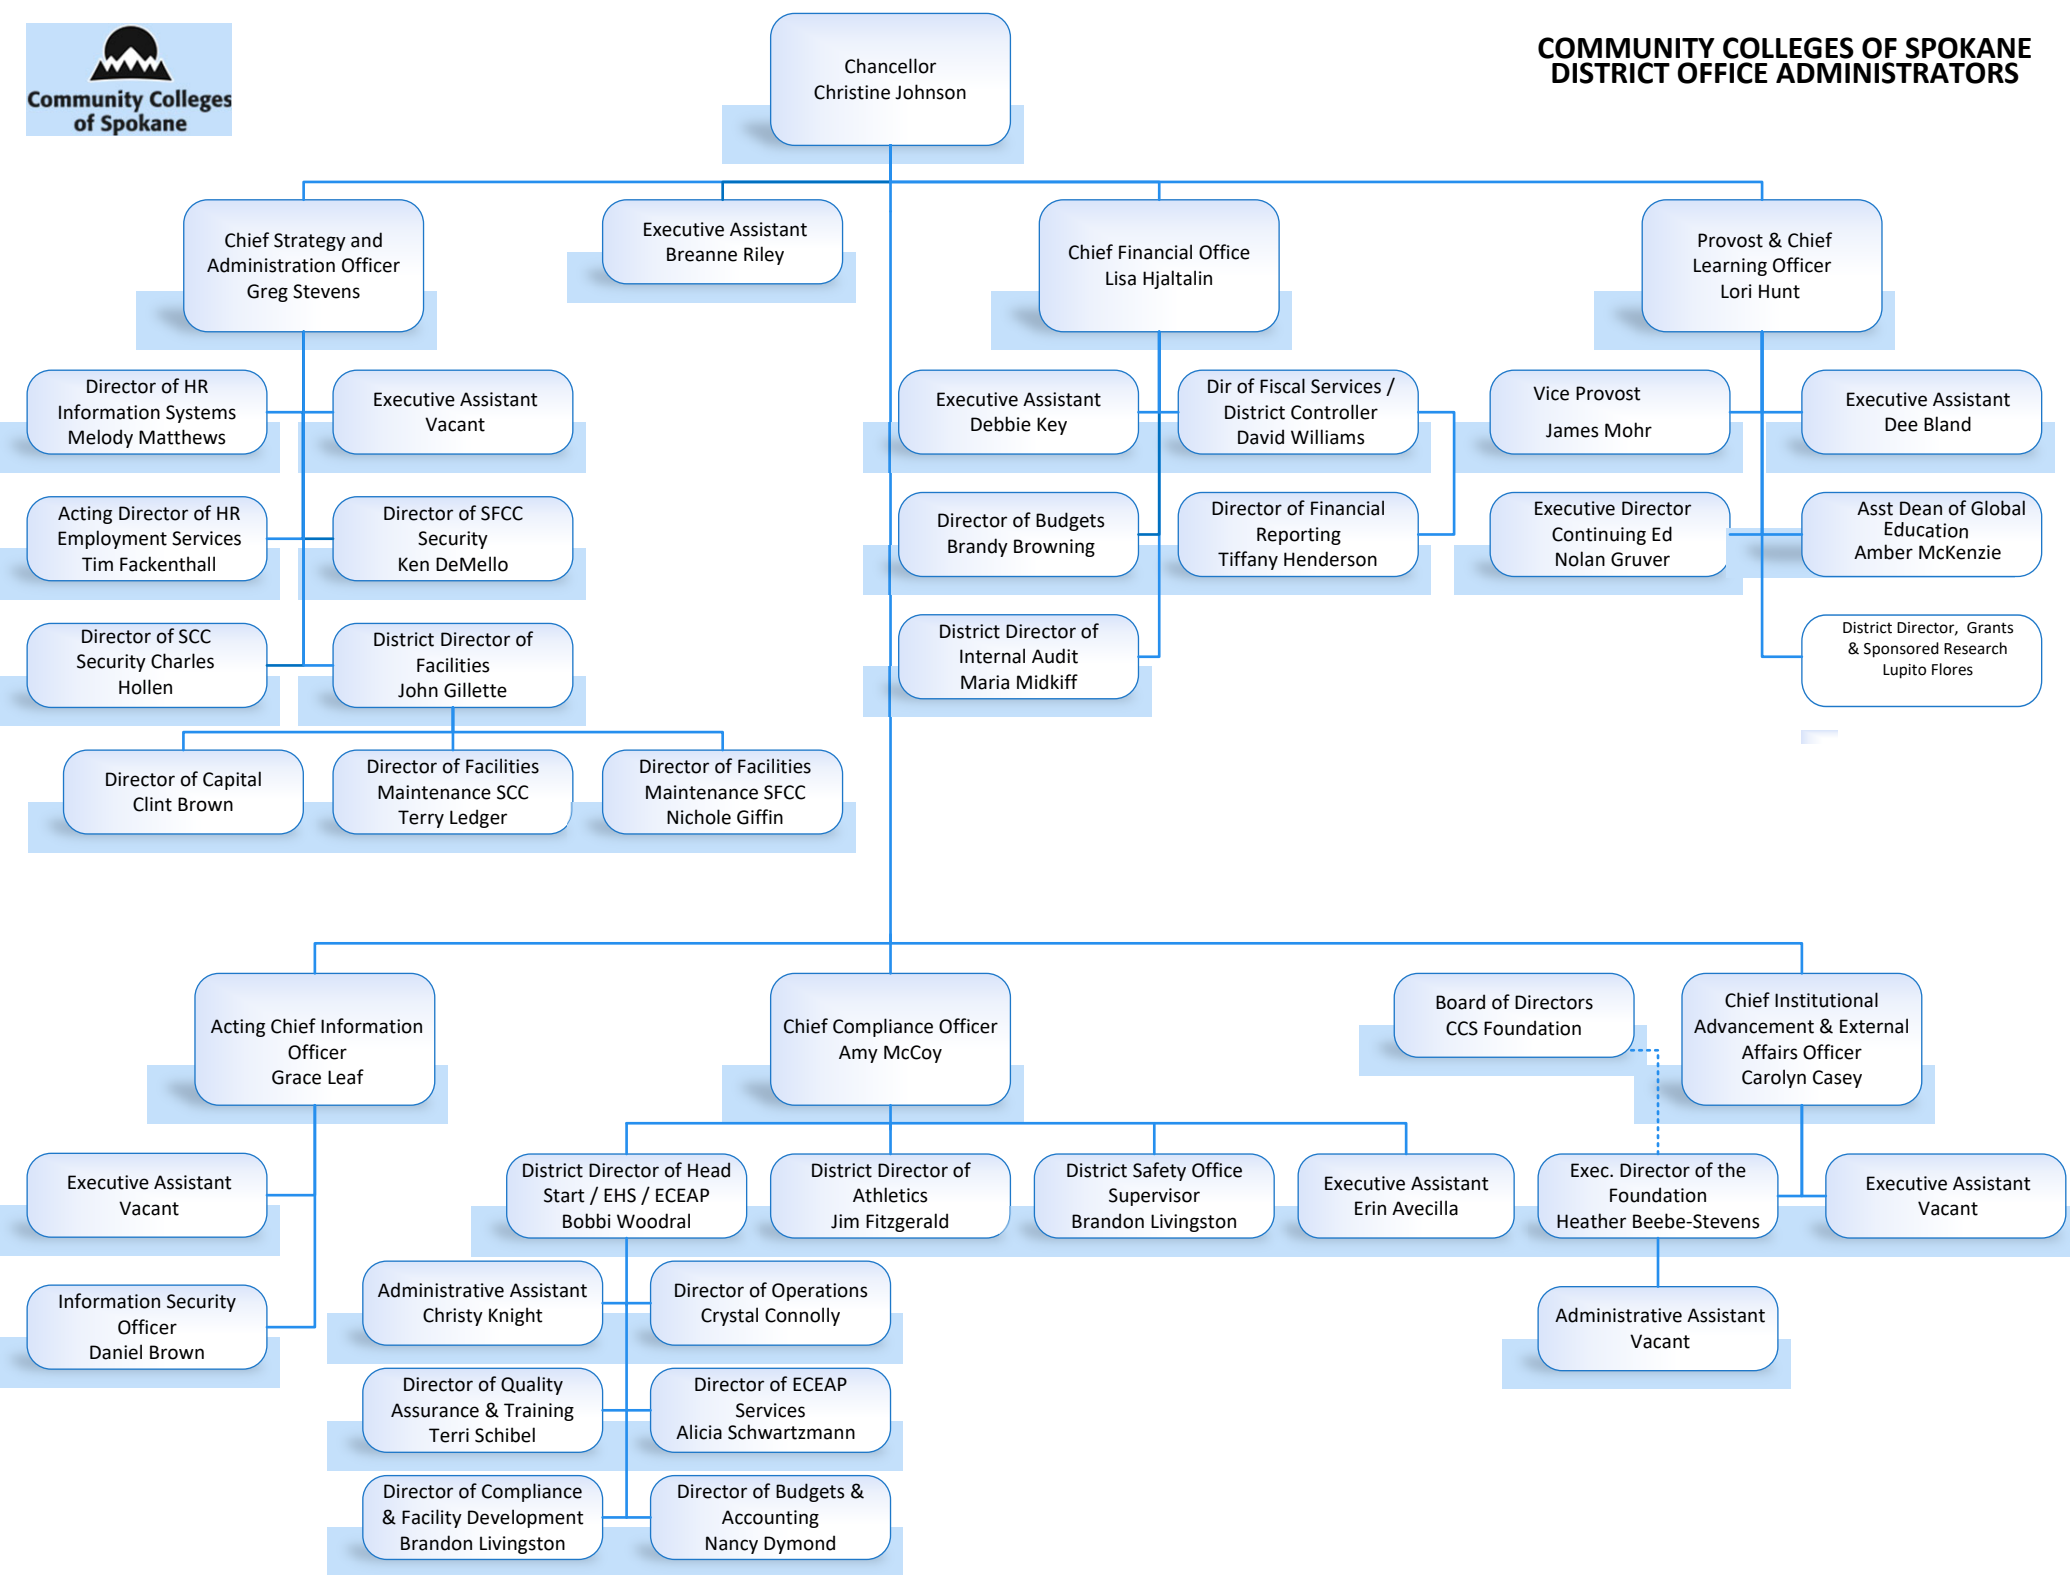 Community Colleges
of Spokane
COMMUNITY COLLEGES OF SPOKANE
DISTRICT OFFICE ADMINISTRATORS
Chancellor
Christine Johnson
Chief Strategy and
Administration Officer
Greg Stevens
Executive Assistant
Breanne Riley
Chief Financial Office
Lisa Hjaltalin
Provost & Chief
Learning Officer
Lori Hunt
Director of HR
Information Systems
Melody Matthews
Executive Assistant
Vacant
Executive Assistant
Debbie Key
Dir of Fiscal Services /
District Controller
David Williams
Vice Provost
James Mohr
Executive Assistant
Dee Bland
Acting Director of HR
Employment Services
Tim Fackenthall
Director of SFCC
Security
Ken DeMello
Director of Budgets
Brandy Browning
Director of Financial
Reporting
Tiffany Henderson
Executive Director
Continuing Ed
Nolan Gruver
Asst Dean of Global
Education
Amber McKenzie
Director of SCC
Security Charles
Hollen
District Director of
Facilities
John Gillette
District Director of
Internal Audit
Maria Midkiff
District Director, Grants
& Sponsored Research
Lupito Flores
Director of Capital
Clint Brown
Director of Facilities
Maintenance SCC
Terry Ledger
Director of Facilities
Maintenance SFCC
Nichole Giffin
Acting Chief Information
Officer
Grace Leaf
Chief Compliance Officer
Amy McCoy
Board of Directors
CCS Foundation
Chief Institutional
Advancement & External
Affairs Officer
Carolyn Casey
Executive Assistant
Vacant
District Director of Head
Start / EHS / ECEAP
Bobbi Woodral
District Director of
Athletics
Jim Fitzgerald
District Safety Office
Supervisor
Brandon Livingston
Executive Assistant
Erin Avecilla
Exec. Director of the
Foundation
Heather Beebe-Stevens
Executive Assistant
Vacant
Information Security
Officer
Daniel Brown
Administrative Assistant
Christy Knight
Director of Operations
Crystal Connolly
Administrative Assistant
Vacant
Director of Quality
Assurance & Training
Terri Schibel
Director of ECEAP
Services
Alicia Schwartzmann
Director of Compliance
& Facility Development
Brandon Livingston
Director of Budgets &
Accounting
Nancy Dymond